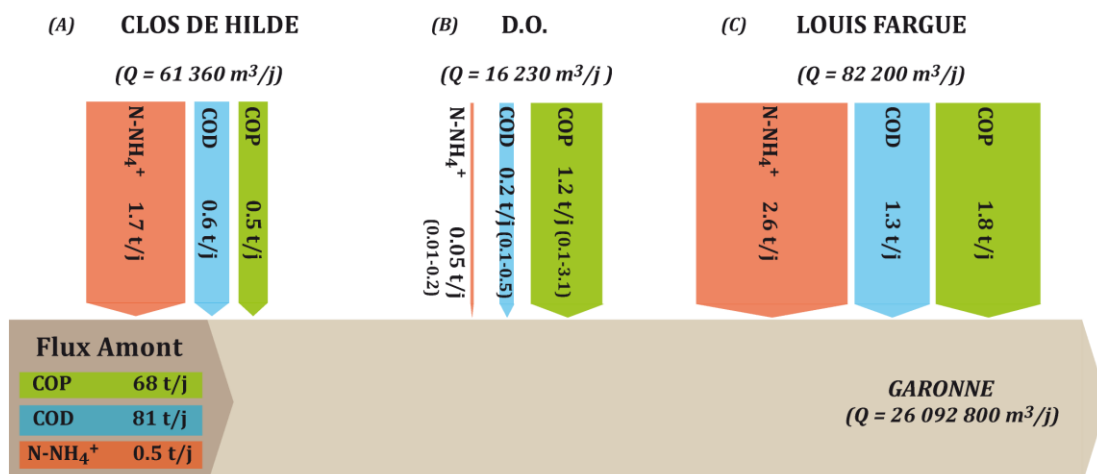 (A) CLOS DE HILDE
(Q = 61 360 m³/j)
N-NH₄⁺ 1.7 t/j
COD 0.6 t/j
COP 0.5 t/j
(B) D.O.
(Q = 16 230 m³/j )
N-NH₄⁺ 0.05 t/j
(0.01-0.2)
COD 0.2 t/j (0.1-0.5)
COP 1.2 t/j (0.1-3.1)
(C) LOUIS FARGUE
(Q = 82 200 m³/j)
N-NH₄⁺ 2.6 t/j
COD 1.3 t/j
COP 1.8 t/j
Flux Amont
COP 68 t/j
COD 81 t/j
N-NH₄⁺ 0.5 t/j
GARONNE
(Q = 26 092 800 m³/j)